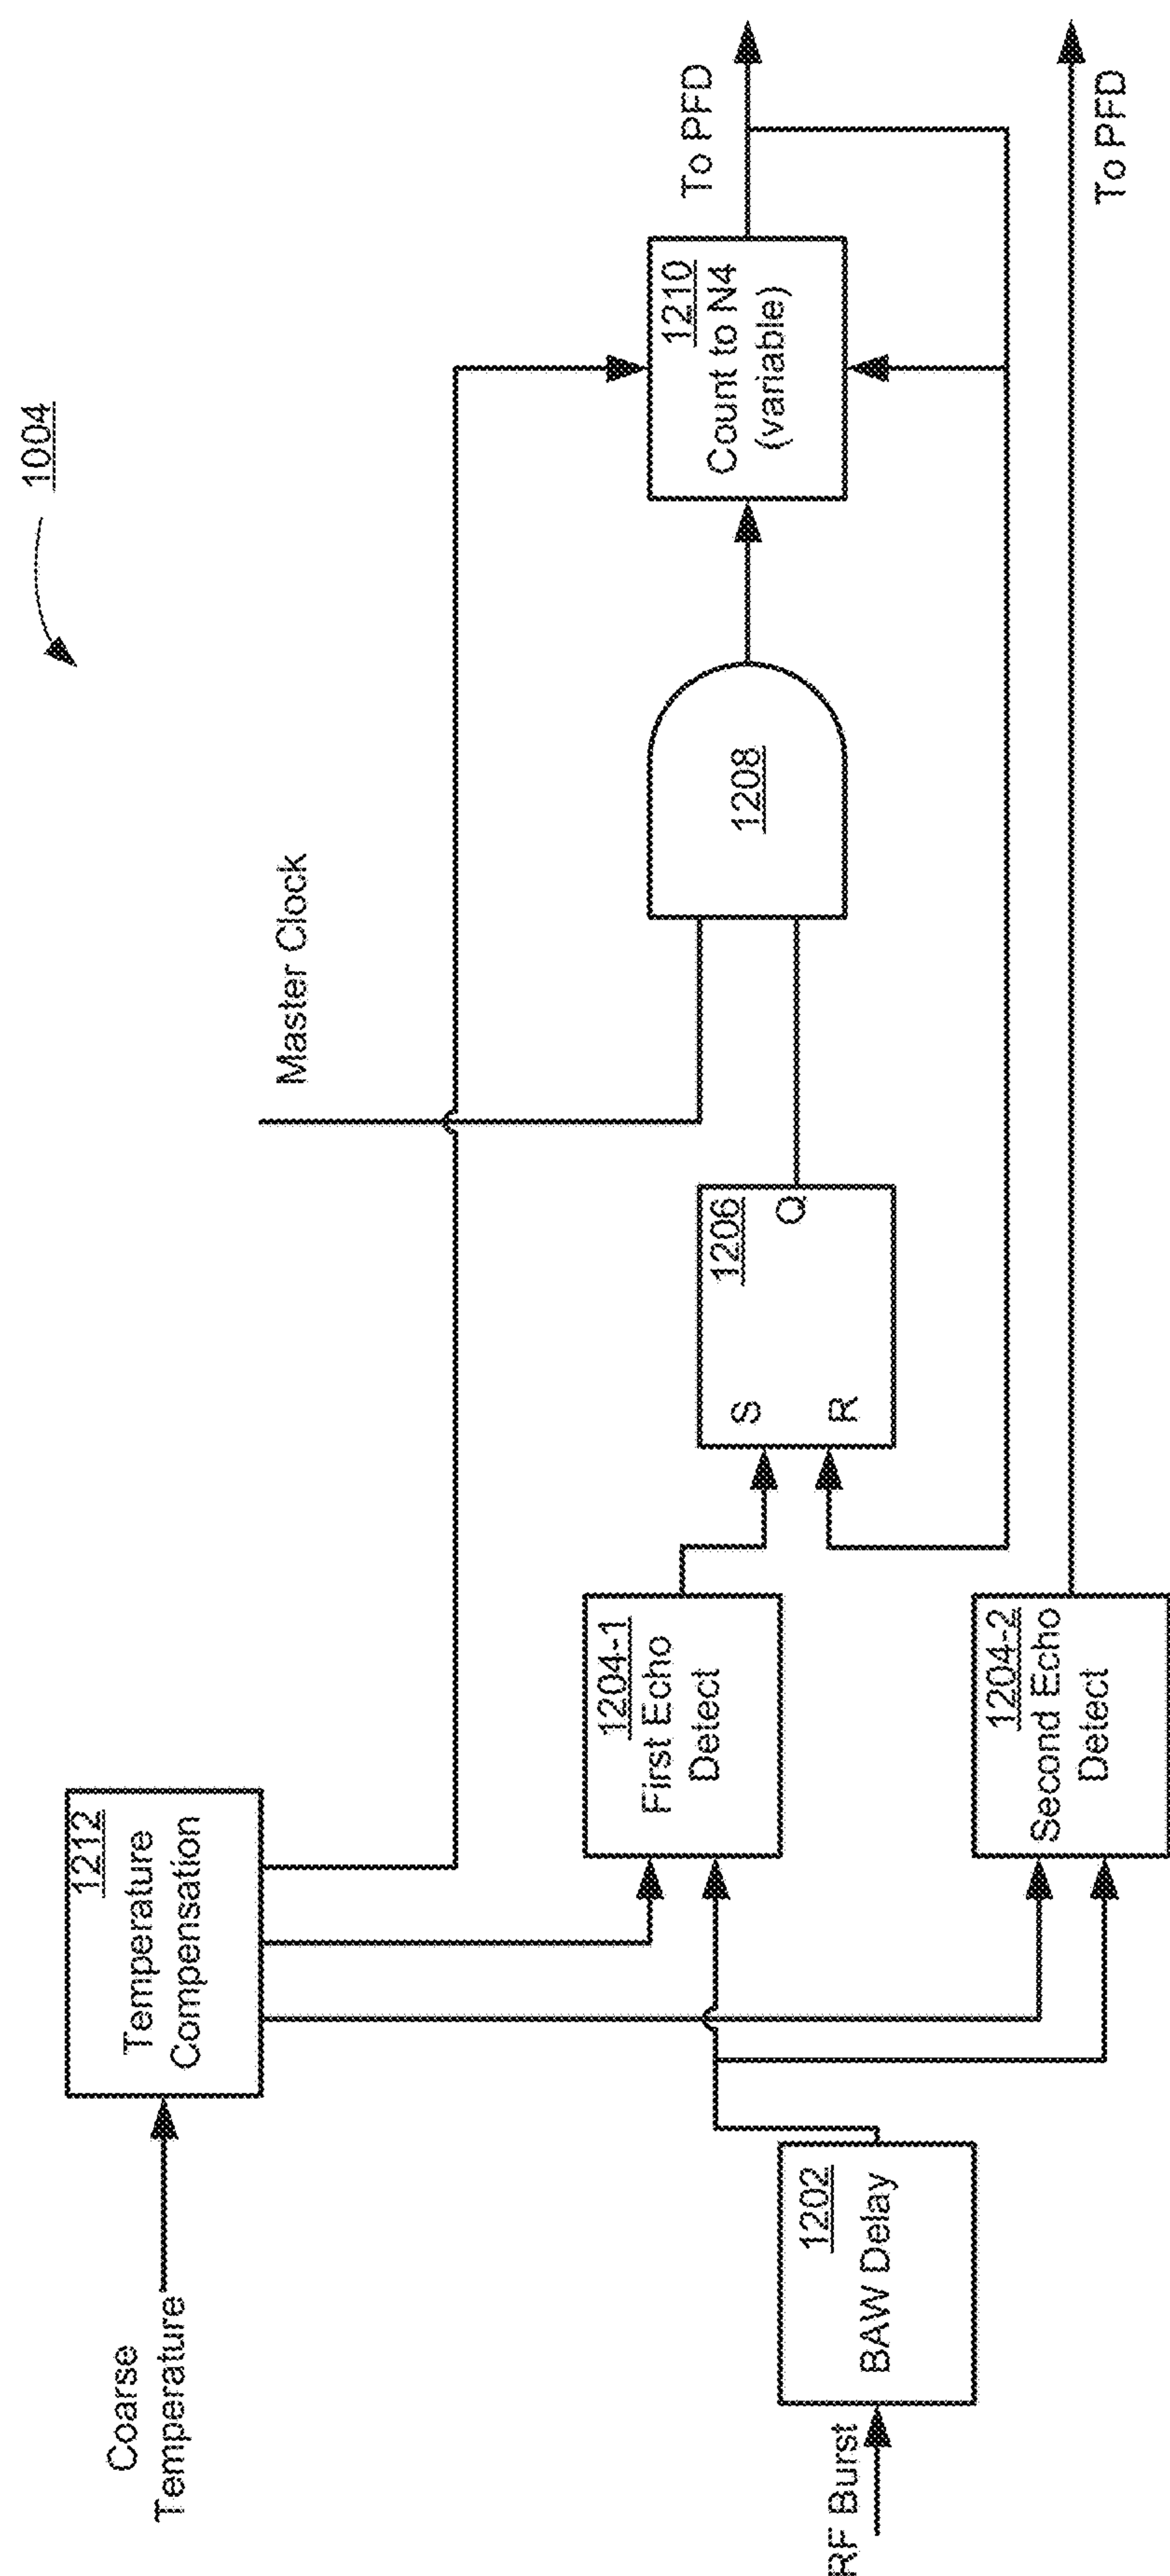 1004
Coarse
Temperature
1212
Temperature
Compensation
Master Clock
RF Burst
1202
BAW Delay
1204-1
First Echo
Detect
1204-2
Second Echo
Detect
1206
S
R
Q
1208
1210
Count to N4
(variable)
To PFD
To PFD